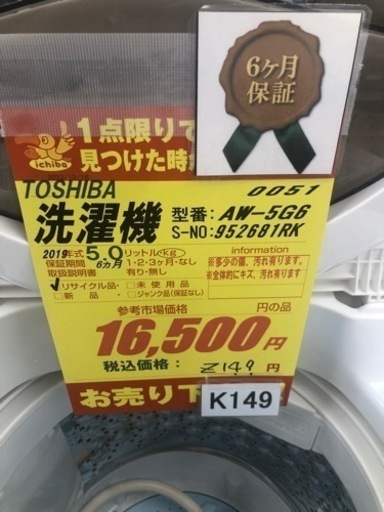 6ヶ月
保証
ichiba
1点限りで
見つけた時
TOSHIBA
0051
洗濯機
型番: AW-5G6
S-NO:952681RK
2019年式 5.0 リットル・kg
保証期間 6ヵ月 1・2・3ヶ月・なし
取扱説明書 有り・無し
✓リサイクル品・ □未使用品
□新品・ □ジャンク品(保証なし)
information
※多少の傷、汚れ有ります。
※全体的にキズ、汚れ有ります
参考市場価格
16,500 円の品
円
税込価格: Z149 円
お売り下
K149